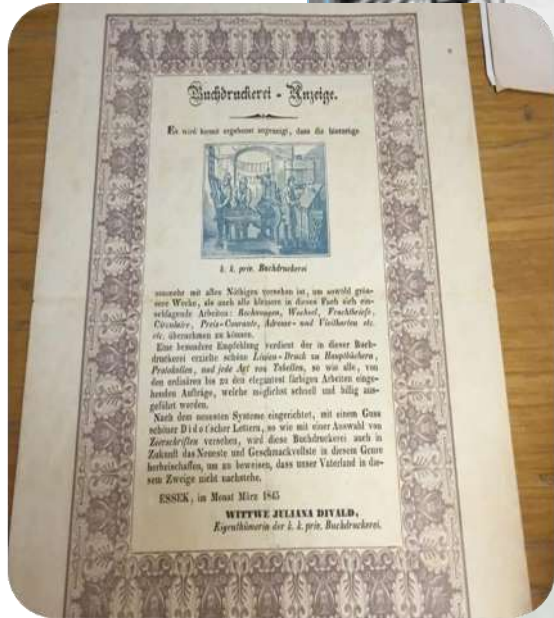 Buchdruckerei - Anzeige.
Es wird hiemit ergebenst angezeigt, dass die hierortige
k. k. priv. Buchdruckerei
nunmehr mit allen Nöthigen versehen ist, um sowohl grös-
sere Werke, als auch alle kleinere in dieses Fach sich ein-
schlagende Arbeiten: Rechnungen, Wechsel, Frachtbriefe,
Circulaire, Preis-Courante, Adresse- und Visitkarten etc.
etc. übernehmen zu können.
Eine besondere Empfehlung verdient der in dieser Buch-
druckerei erzielte schöne Linien-Druck zu Hauptbüchern,
Protokollen, und jede Art von Tabellen, so wie alle, von
den ordinären bis zu den elegantest färbigen Arbeiten einge-
henden Aufträge, welche möglichst schnell und billig aus-
geführt werden.
Nach dem neuesten Systeme eingerichtet, mit einem Guss
schöner Didot'scher Lettern, so wie mit einer Auswahl von
Zierschriften versehen, wird diese Buchdruckerei auch in
Zukunft das Neueste und Geschmackvollste in diesem Genre
herbeischaffen, um zu beweisen, dass unser Vaterland in die-
sem Zweige nicht nachstehe.
ESSEK, im Monat März 1845
WITTWE JULIANA DIVALD,
Eigenthümerin der k. k. priv. Buchdruckerei.